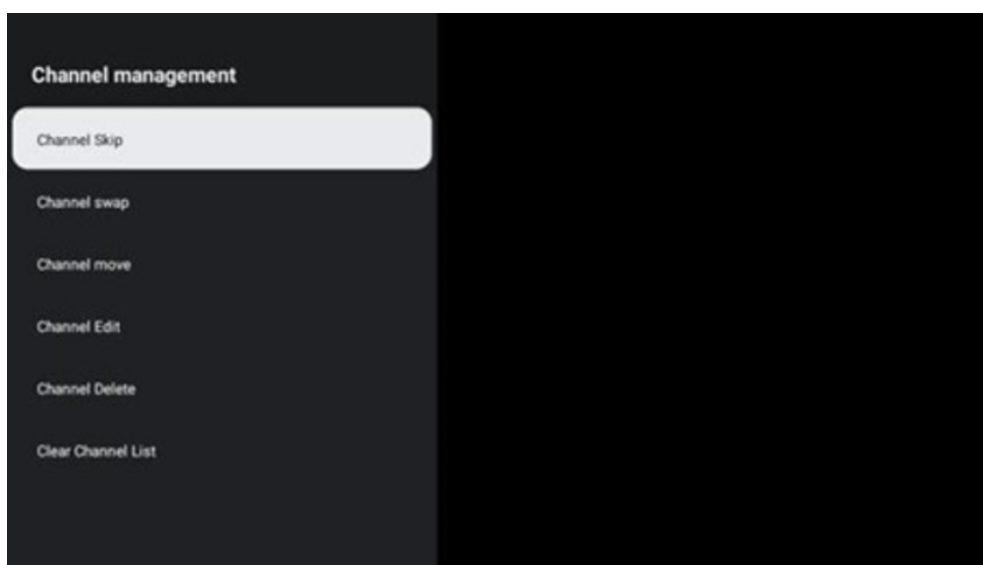 Channel management
Channel Skip
Channel swap
Channel move
Channel Edit
Channel Delete
Clear Channel List